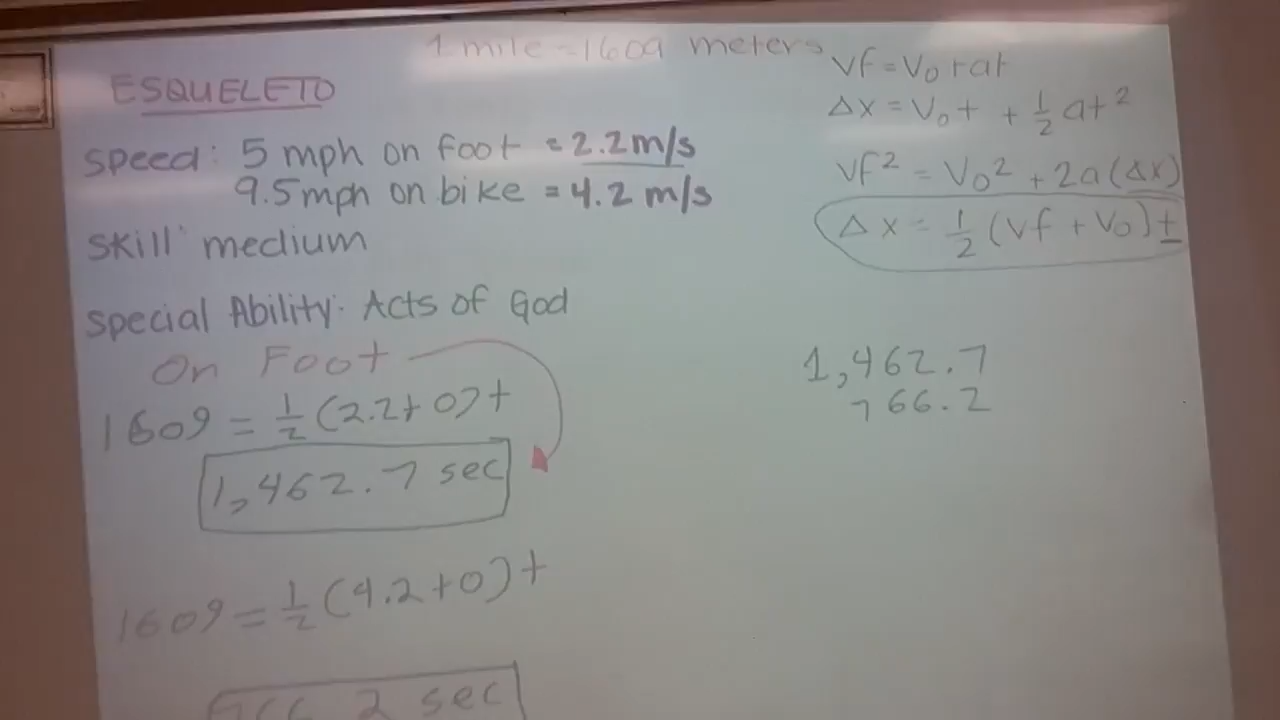 1 mile = 1609 meters
ESQUELETO
Speed: 5 mph on foot = 2.2 m/s
9.5 mph on bike = 4.2 m/s
Skill: medium
Special Ability: Acts of God
On Foot
1609 = 1/2 (2.2+0)t
1,462.7 sec
1609 = 1/2 (4.2+0)t
766.2 sec
Vf = V₀ + at
Δx = V₀t + 1/2 at²
Vf² = V₀² + 2a(Δx)
Δx = 1/2 (Vf + V₀)t
1,462.7
766.2